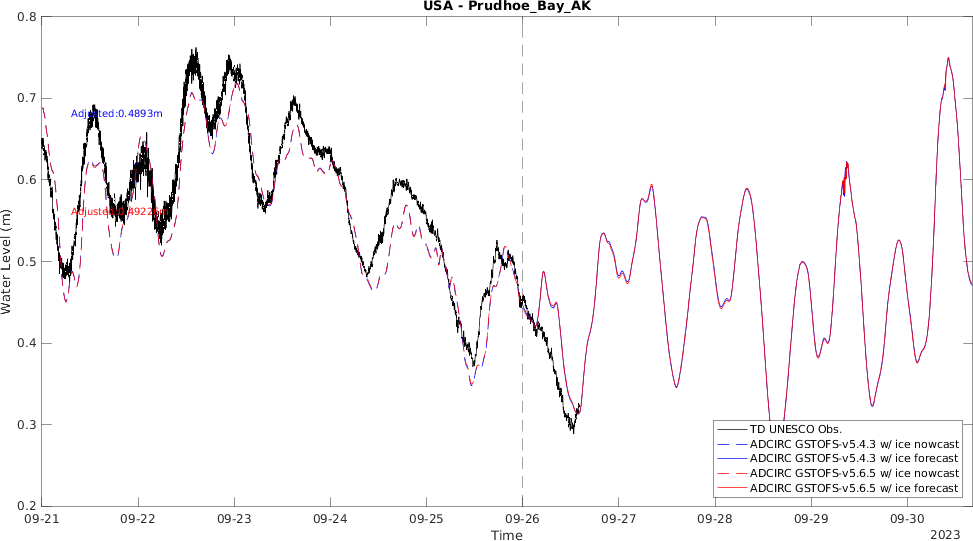 USA - Prudhoe_Bay_AK
0.8
0.7
Adjusted:0.4893m
0.6
Water Level (m)
0.5
0.4
0.3
0.2
TD UNESCO Obs.
ADCIRC GSTOFS-v5.4.3 w/ ice nowcast
ADCIRC GSTOFS-v5.4.3 w/ ice forecast
ADCIRC GSTOFS-v5.6.5 w/ ice nowcast
ADCIRC GSTOFS-v5.6.5 w/ ice forecast
09-21 09-22 09-23 09-24 09-25 09-26 09-27 09-28 09-29 09-30
Time
2023